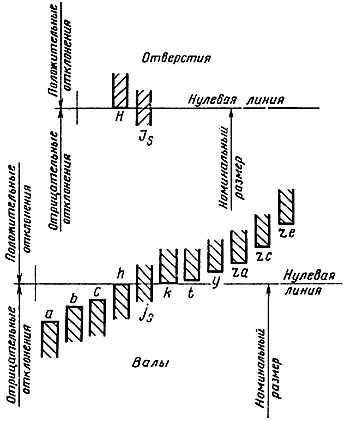 Положительные
отклонения
Отверстия
Нулевая линия
H
Js
Отрицательные
отклонения
Номинальный
размер
Положительные
отклонения
a
b
c
h
js
k
t
y
za
zc
ze
Нулевая
линия
Отрицательные
отклонения
Валы
Номинальный
размер